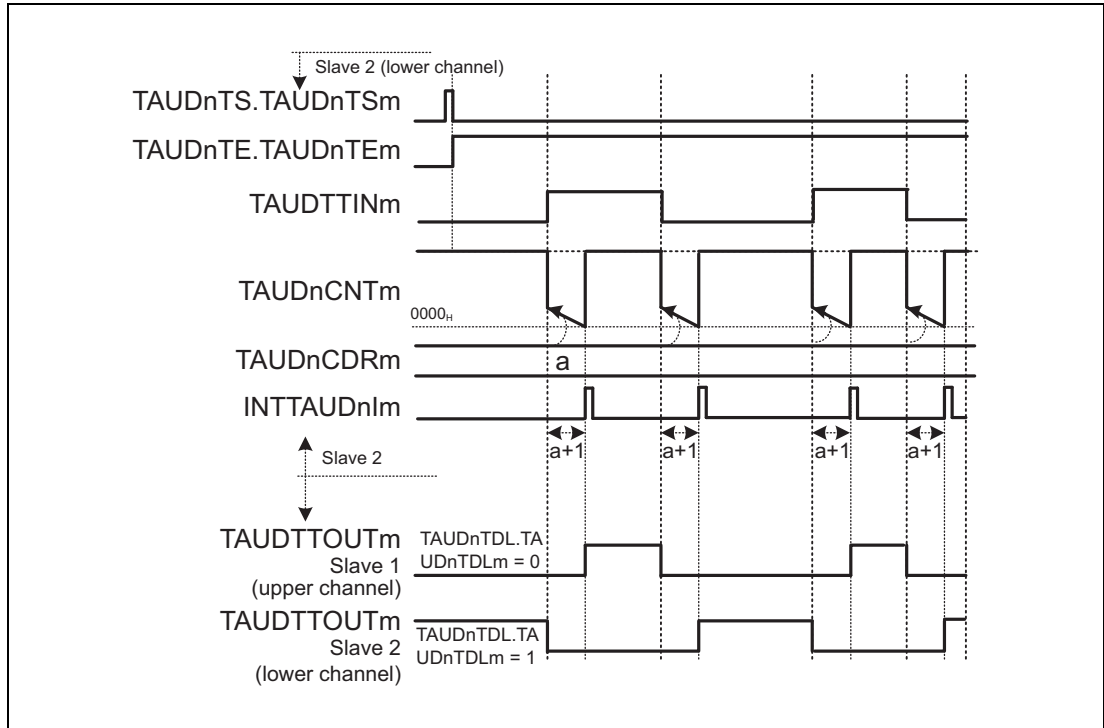 Slave 2 (lower channel)
TAUDnTS.TAUDnTSm
TAUDnTE.TAUDnTEm
TAUDTTINm
TAUDnCNTm
0000H
TAUDnCDRm
a
INTTAUDnIm
a+1 a+1 a+1 a+1
Slave 2
TAUDTTOUTm
Slave 1
(upper channel)
TAUDnTDL.TA
UDnTDLm = 0
TAUDTTOUTm
Slave 2
(lower channel)
TAUDnTDL.TA
UDnTDLm = 1